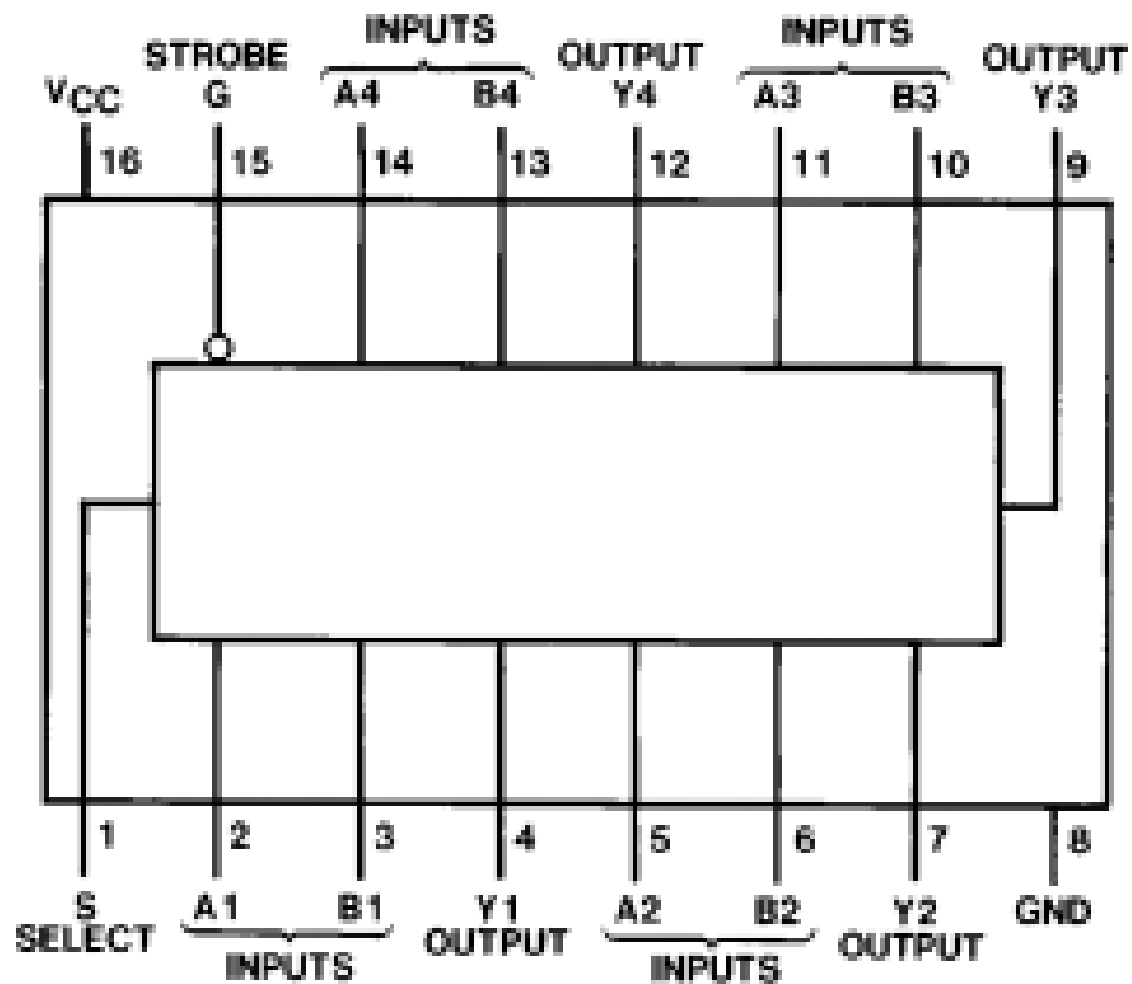 INPUTS INPUTS
STROBE OUTPUT OUTPUT
VCC G A4 B4 Y4 A3 B3 Y3
16 15 14 13 12 11 10 9
1 2 3 4 5 6 7 8
S A1 B1 Y1 A2 B2 Y2 GND
SELECT OUTPUT OUTPUT
INPUTS INPUTS